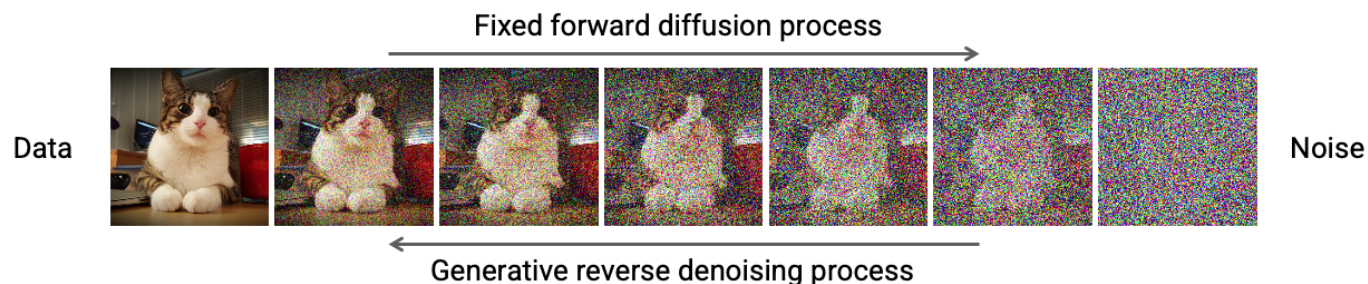 Fixed forward diffusion process
Data
Noise
Generative reverse denoising process